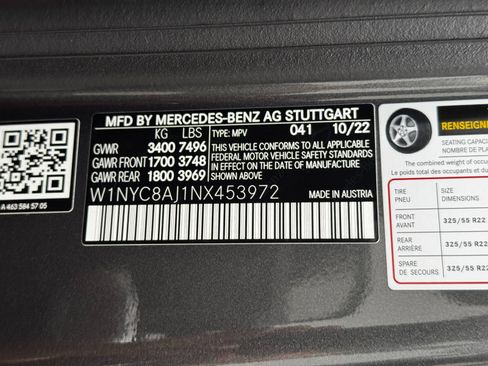 MFD BY MERCEDES-BENZ AG STUTTGART
KG LBS TYPE: MPV 041 10/22
GVWR 3400 7496
GAWR FRONT 1700 3748
GAWR REAR 1800 3969
THIS VEHICLE CONFORMS TO ALL APPLICABLE
FEDERAL MOTOR VEHICLE SAFETY STANDARDS
IN EFFECT ON THE DATE OF MANUFACTURE
SHOWN ABOVE.
W1NYC8AJ1NX453972
MADE IN AUSTRIA
A 463 584 57 05
RENSEIGNEM
SEATING CAPACI
NOMBRE DE PLA
The combined weight of
Le poids total des occupants et du
TIRE
PNEU
SIZE
DIMENSIONS
FRONT
AVANT
325/55 R22
REAR
ARRIÈRE
325/55 R22
SPARE
DE SECOURS
325/55 R22